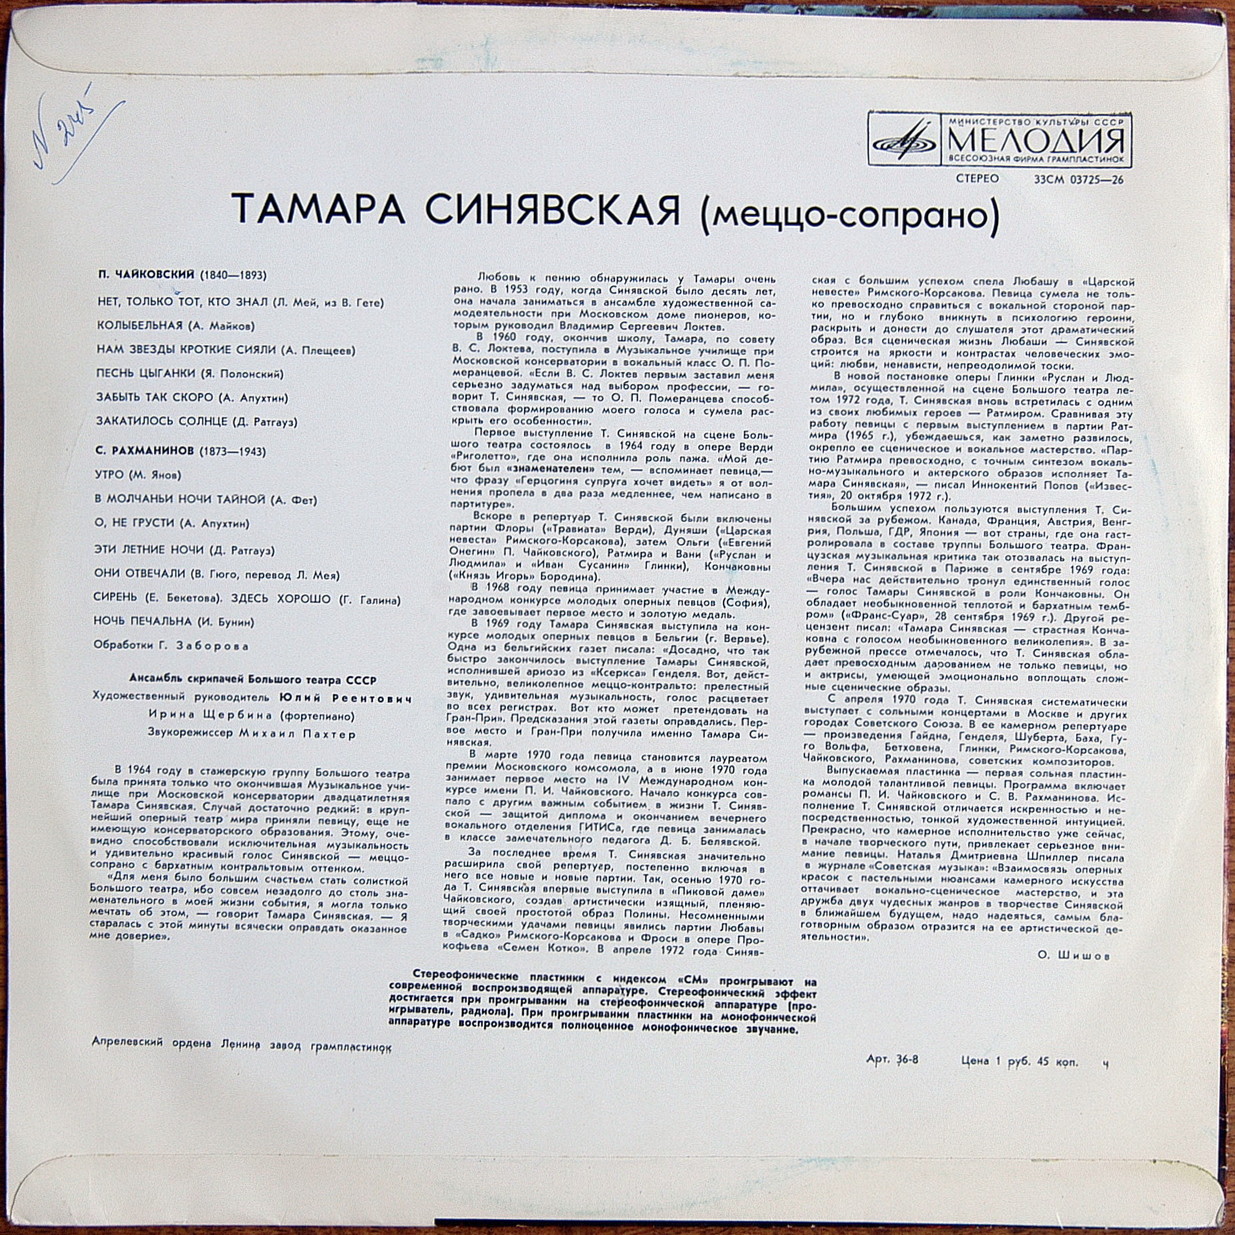 N 245
МИНИСТЕРСТВО КУЛЬТУРЫ СССР
МЕЛОДИЯ
ВСЕСОЮЗНАЯ ФИРМА ГРАМПЛАСТИНОК
СТЕРЕО 33СМ 03725—26
ТАМАРА СИНЯВСКАЯ (меццо-сопрано)
П. ЧАЙКОВСКИЙ (1840—1893)
НЕТ, ТОЛЬКО ТОТ, КТО ЗНАЛ (Л. Мей, из В. Гете)
КОЛЫБЕЛЬНАЯ (А. Майков)
НАМ ЗВЕЗДЫ КРОТКИЕ СИЯЛИ (А. Плещеев)
ПЕСНЬ ЦЫГАНКИ (Я. Полонский)
ЗАБЫТЬ ТАК СКОРО (А. Апухтин)
ЗАКАТИЛОСЬ СОЛНЦЕ (Д. Ратгауз)
С. РАХМАНИНОВ (1873—1943)
УТРО (М. Янов)
В МОЛЧАНЬИ НОЧИ ТАЙНОЙ (А. Фет)
О, НЕ ГРУСТИ (А. Апухтин)
ЭТИ ЛЕТНИЕ НОЧИ (Д. Ратгауз)
ОНИ ОТВЕЧАЛИ (В. Гюго, перевод Л. Мея)
СИРЕНЬ (Е. Бекетова). ЗДЕСЬ ХОРОШО (Г. Галина)
НОЧЬ ПЕЧАЛЬНА (И. Бунин)
Обработки Г. Заборова
Ансамбль скрипачей Большого театра СССР
Художественный руководитель Юлий Реентович
Ирина Щербина (фортепиано)
Звукорежиссер Михаил Пахтер
В 1964 году в стажерскую группу Большого театра
была принята только что окончившая Музыкальное учи-
лище при Московской консерватории двадцатилетняя
Тамара Синявская. Случай достаточно редкий: в круп-
нейший оперный театр мира приняли певицу, еще не
имеющую консерваторского образования. Этому, оче-
видно способствовали исключительная музыкальность
и удивительно красивый голос Синявской — меццо-
сопрано с бархатным контральтовым оттенком.
«Для меня было большим счастьем стать солисткой
Большого театра, ибо совсем незадолго до столь зна-
менательного в моей жизни события, я могла только
мечтать об этом, — говорит Тамара Синявская. — Я
старалась с этой минуты всячески оправдать оказанное
мне доверие».
Любовь к пению обнаружилась у Тамары очень
рано. В 1953 году, когда Синявской было десять лет,
она начала заниматься в ансамбле художественной са-
модеятельности при Московском доме пионеров, ко-
торым руководил Владимир Сергеевич Локтев.
В 1960 году, окончив школу, Тамара, по совету
В. С. Локтева, поступила в Музыкальное училище при
Московской консерватории в вокальный класс О. П. По-
меранцевой. «Если В. С. Локтев первым заставил меня
серьезно задуматься над выбором профессии, — го-
ворит Т. Синявская, — то О. П. Померанцева способ-
ствовала формированию моего голоса и сумела рас-
крыть его особенности».
Первое выступление Т. Синявской на сцене Боль-
шого театра состоялось в 1964 году в опере Верди
«Риголетто», где она исполнила роль пажа. «Мой де-
бют был «знаменателен» тем, — вспоминает певица,—
что фразу «Герцогиня супруга хочет видеть» я от вол-
нения пропела в два раза медленнее, чем написано в
партитуре».
Вскоре в репертуар Т. Синявской были включены
партии Флоры («Травиата» Верди), Дуняши («Царская
невеста» Римского-Корсакова), затем Ольги («Евгений
Онегин» П. Чайковского), Ратмира и Вани («Руслан и
Людмила» и «Иван Сусанин» Глинки), Кончаковны
(«Князь Игорь» Бородина).
В 1968 году певица принимает участие в Между-
народном конкурсе молодых оперных певцов (София),
где завоевывает первое место и золотую медаль.
В 1969 году Тамара Синявская выступила на кон-
курсе молодых оперных певцов в Бельгии (г. Вервье).
Одна из бельгийских газет писала: «Досадно, что так
быстро закончилось выступление Тамары Синявской,
исполнившей ариозо из «Ксеркса» Генделя. Вот, дейст-
вительно, великолепное меццо-контральто: прелестный
звук, удивительная музыкальность, голос расцветает
во всех регистрах. Вот кто может претендовать на
Гран-При». Предсказания этой газеты оправдались. Пер-
вое место и Гран-При получила именно Тамара Си-
нявская.
В марте 1970 года певица становится лауреатом
премии Московского комсомола, а в июне 1970 года
занимает первое место на IV Международном кон-
курсе имени П. И. Чайковского. Начало конкурса сов-
пало с другим важным событием в жизни Т. Синяв-
ской — защитой диплома и окончанием вечернего
вокального отделения ГИТИСа, где певица занималась
в классе замечательного педагога Д. Б. Белявской.
За последнее время Т. Синявская значительно
расширила свой репертуар, постепенно включая в
него все новые и новые партии. Так, осенью 1970 го-
да Т. Синявская впервые выступила в «Пиковой даме»
Чайковского, создав артистически изящный, пленяю-
щий своей простотой образ Полины. Несомненными
творческими удачами певицы явились партии Любавы
в «Садко» Римского-Корсакова и Фроси в опере Про-
кофьева «Семен Котко». В апреле 1972 года Синяв-
ская с большим успехом спела Любашу в «Царской
невесте» Римского-Корсакова. Певица сумела не толь-
ко превосходно справиться с вокальной стороной пар-
тии, но и глубоко вникнуть в психологию героини,
раскрыть и донести до слушателя этот драматический
образ. Вся сценическая жизнь Любаши — Синявской
строится на яркости и контрастах человеческих эмо-
ций: любви, ненависти, непреодолимой тоски.
В новой постановке оперы Глинки «Руслан и Люд-
мила», осуществленной на сцене Большого театра ле-
том 1972 года, Т. Синявская вновь встретилась с одним
из своих любимых героев — Ратмиром. Сравнивая эту
работу певицы с первым выступлением в партии Рат-
мира (1965 г.), убеждаешься, как заметно развилось,
окрепло ее сценическое и вокальное мастерство. «Пар-
тию Ратмира превосходно, с точным синтезом вокаль-
но-музыкального и актерского образов исполняет Та-
мара Синявская», — писал Иннокентий Попов («Извес-
тия», 20 октября 1972 г.).
Большим успехом пользуются выступления Т. Си-
нявской за рубежом. Канада, Франция, Австрия, Венг-
рия, Польша, ГДР, Япония — вот страны, где она гаст-
ролировала в составе труппы Большого театра. Фран-
цузская музыкальная критика так отозвалась на выступ-
ления Т. Синявской в Париже в сентябре 1969 года:
«Вчера нас действительно тронул единственный голос
— голос Тамары Синявской в роли Кончаковны. Он
обладает необыкновенной теплотой и бархатным темб-
ром» («Франс-Суар», 28 сентября 1969 г.). Другой ре-
цензент писал: «Тамара Синявская — страстная Конча-
ковна с голосом необыкновенного великолепия». В за-
рубежной прессе отмечалось, что Т. Синявская обла-
дает превосходным дарованием не только певицы, но
и актрисы, умеющей эмоционально воплощать слож-
ные сценические образы.
С апреля 1970 года Т. Синявская систематически
выступает с сольными концертами в Москве и других
городах Советского Союза. В ее камерном репертуаре
— произведения Гайдна, Генделя, Шуберта, Баха, Гу-
го Вольфа, Бетховена, Глинки, Римского-Корсакова,
Чайковского, Рахманинова, советских композиторов.
Выпускаемая пластинка — первая сольная пластин-
ка молодой талантливой певицы. Программа включает
романсы П. И. Чайковского и С. В. Рахманинова. Ис-
полнение Т. Синявской отличается искренностью и не-
посредственностью, тонкой художественной интуицией.
Прекрасно, что камерное исполнительство уже сейчас,
в начале творческого пути, привлекает серьезное вни-
мание певицы. Наталья Дмитриевна Шпиллер писала
в журнале «Советская музыка»: «Взаимосвязь оперных
красок с пастельными нюансами камерного искусства
оттачивает вокально-сценическое мастерство, и эта
дружба двух чудесных жанров в творчестве Синявской
в ближайшем будущем, надо надеяться, самым бла-
готворным образом отразится на ее артистической де-
ятельности».
О. Шишов
Стереофонические пластинки с индексом «СМ» проигрывают на
современной воспроизводящей аппаратуре. Стереофонический эффект
достигается при проигрывании на стереофонической аппаратуре (про-
игрыватель, радиола). При проигрывании пластинки на монофонической
аппаратуре воспроизводится полноценное монофоническое звучание.
Апрелевский ордена Ленина завод грампластинок
Арт. 36-8 Цена 1 руб. 45 коп. ч